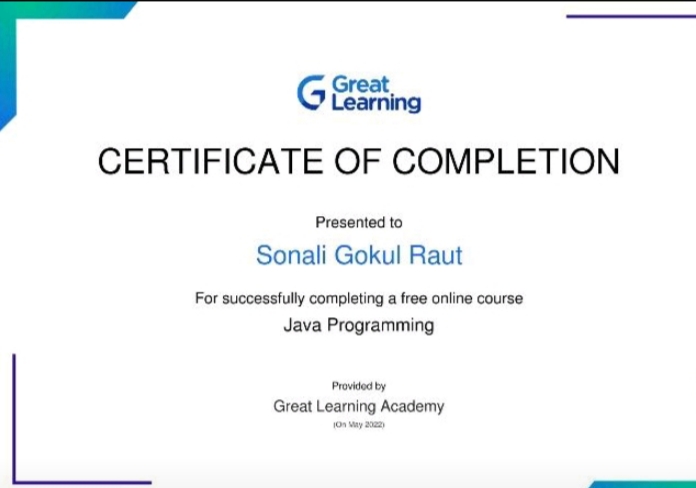 Great
Learning
CERTIFICATE OF COMPLETION
Presented to
Sonali Gokul Raut
For successfully completing a free online course
Java Programming
Provided by
Great Learning Academy
(On May 2022)